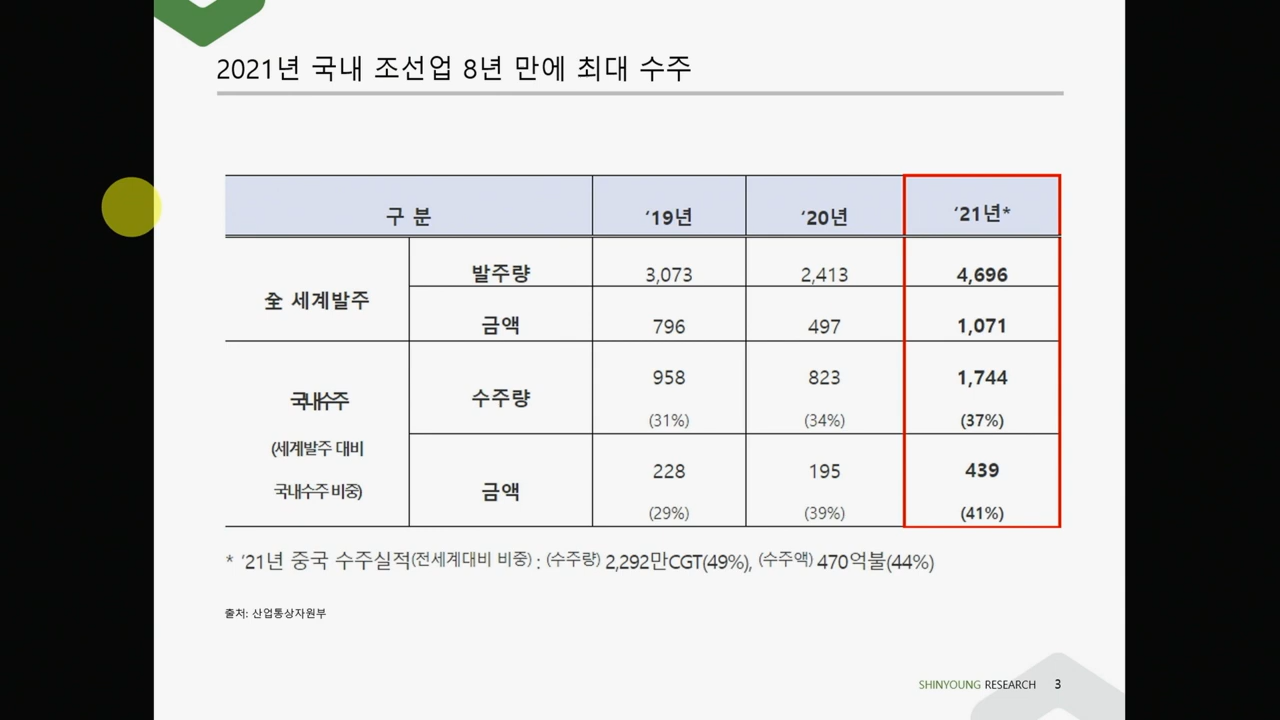 2021년 국내 조선업 8년 만에 최대 수주
구 분 ‘19년 ‘20년 ‘21년*
全 세계발주 발주량 3,073 2,413 4,696
금액 796 497 1,071
국내수주 (세계발주 대비 국내수주 비중) 수주량 958 823 1,744
(31%) (34%) (37%)
금액 228 195 439
(29%) (39%) (41%)
* ‘21년 중국 수주실적(전세계대비 비중) : (수주량) 2,292만CGT(49%), (수주액) 470억불(44%)
출처: 산업통상자원부
SHINYOUNG RESEARCH 3